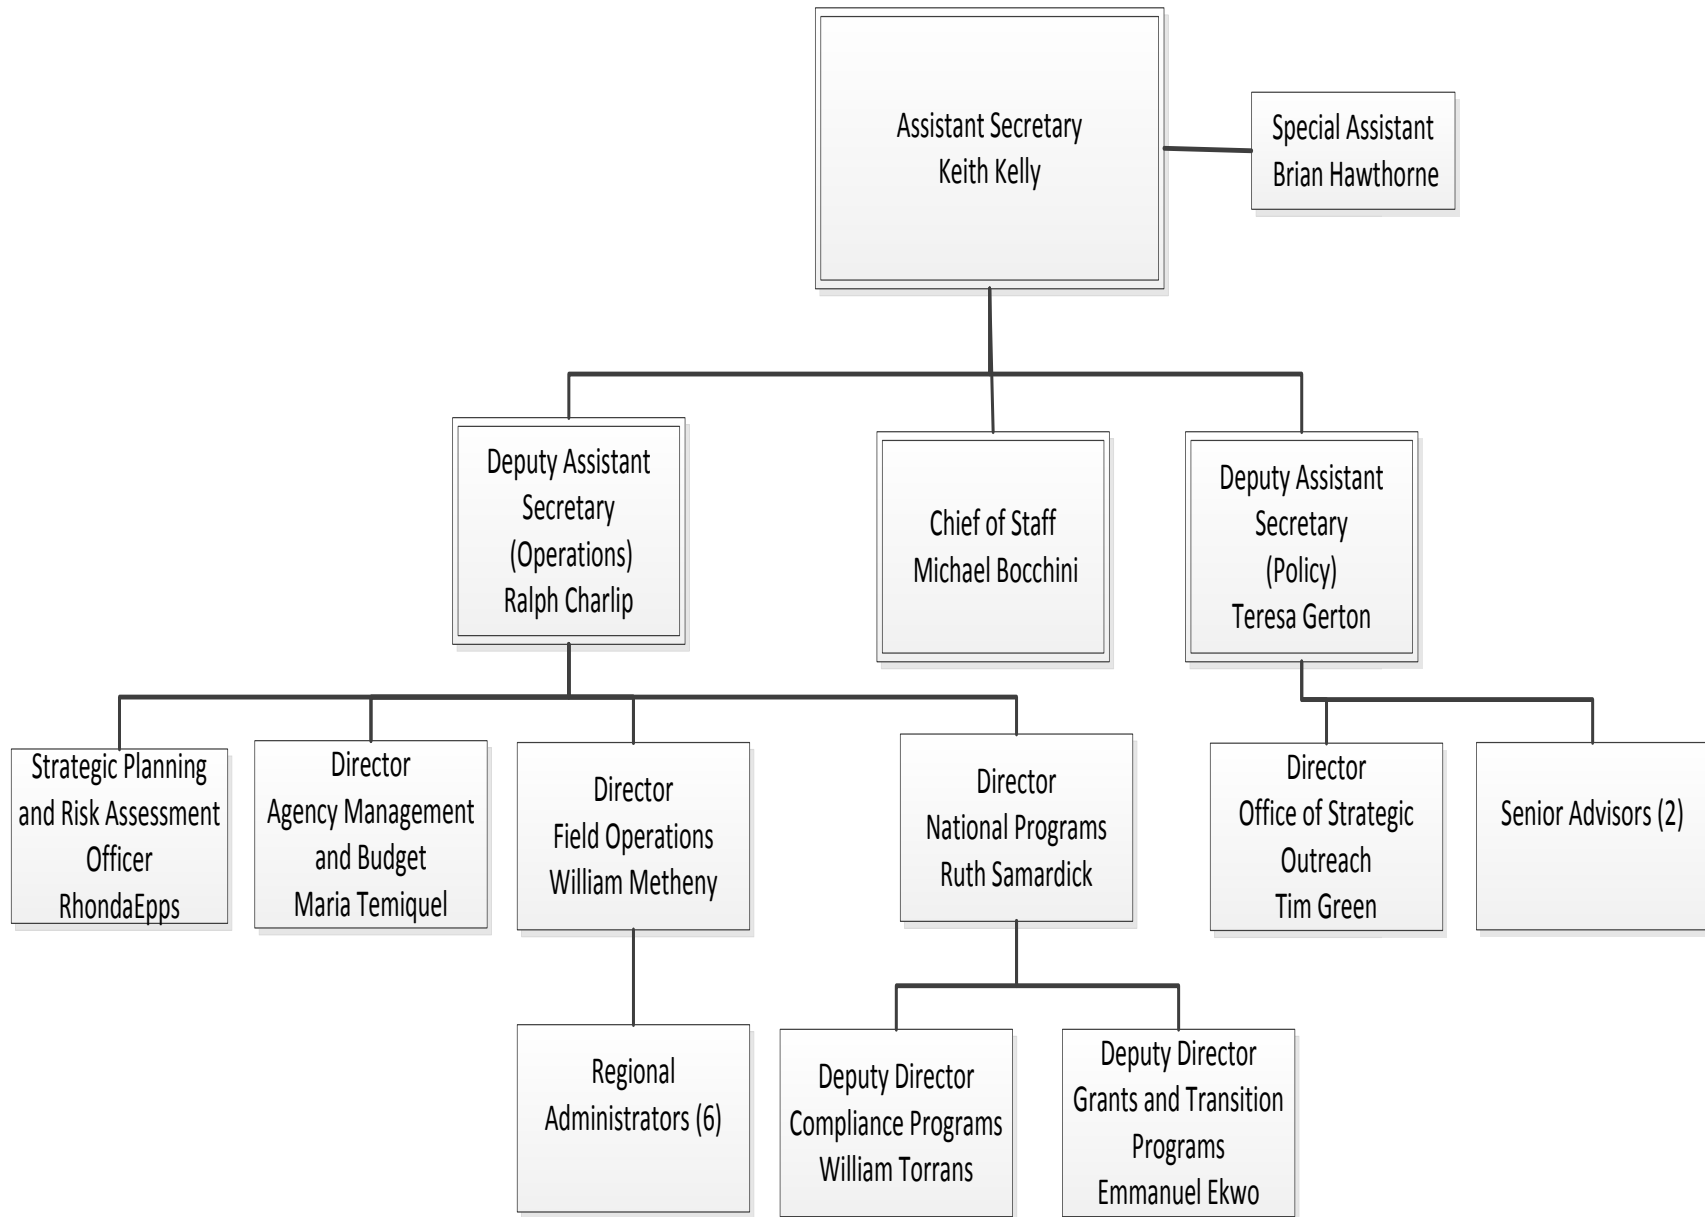 Assistant Secretary
Keith Kelly
Special Assistant
Brian Hawthorne
Deputy Assistant
Secretary
(Operations)
Ralph Charlip
Chief of Staff
Michael Bocchini
Deputy Assistant
Secretary
(Policy)
Teresa Gerton
Strategic Planning
and Risk Assessment
Officer
RhondaEpps
Director
Agency Management
and Budget
Maria Temiquel
Director
Field Operations
William Metheny
Director
National Programs
Ruth Samardick
Director
Office of Strategic
Outreach
Tim Green
Senior Advisors (2)
Regional
Administrators (6)
Deputy Director
Compliance Programs
William Torrans
Deputy Director
Grants and Transition
Programs
Emmanuel Ekwo